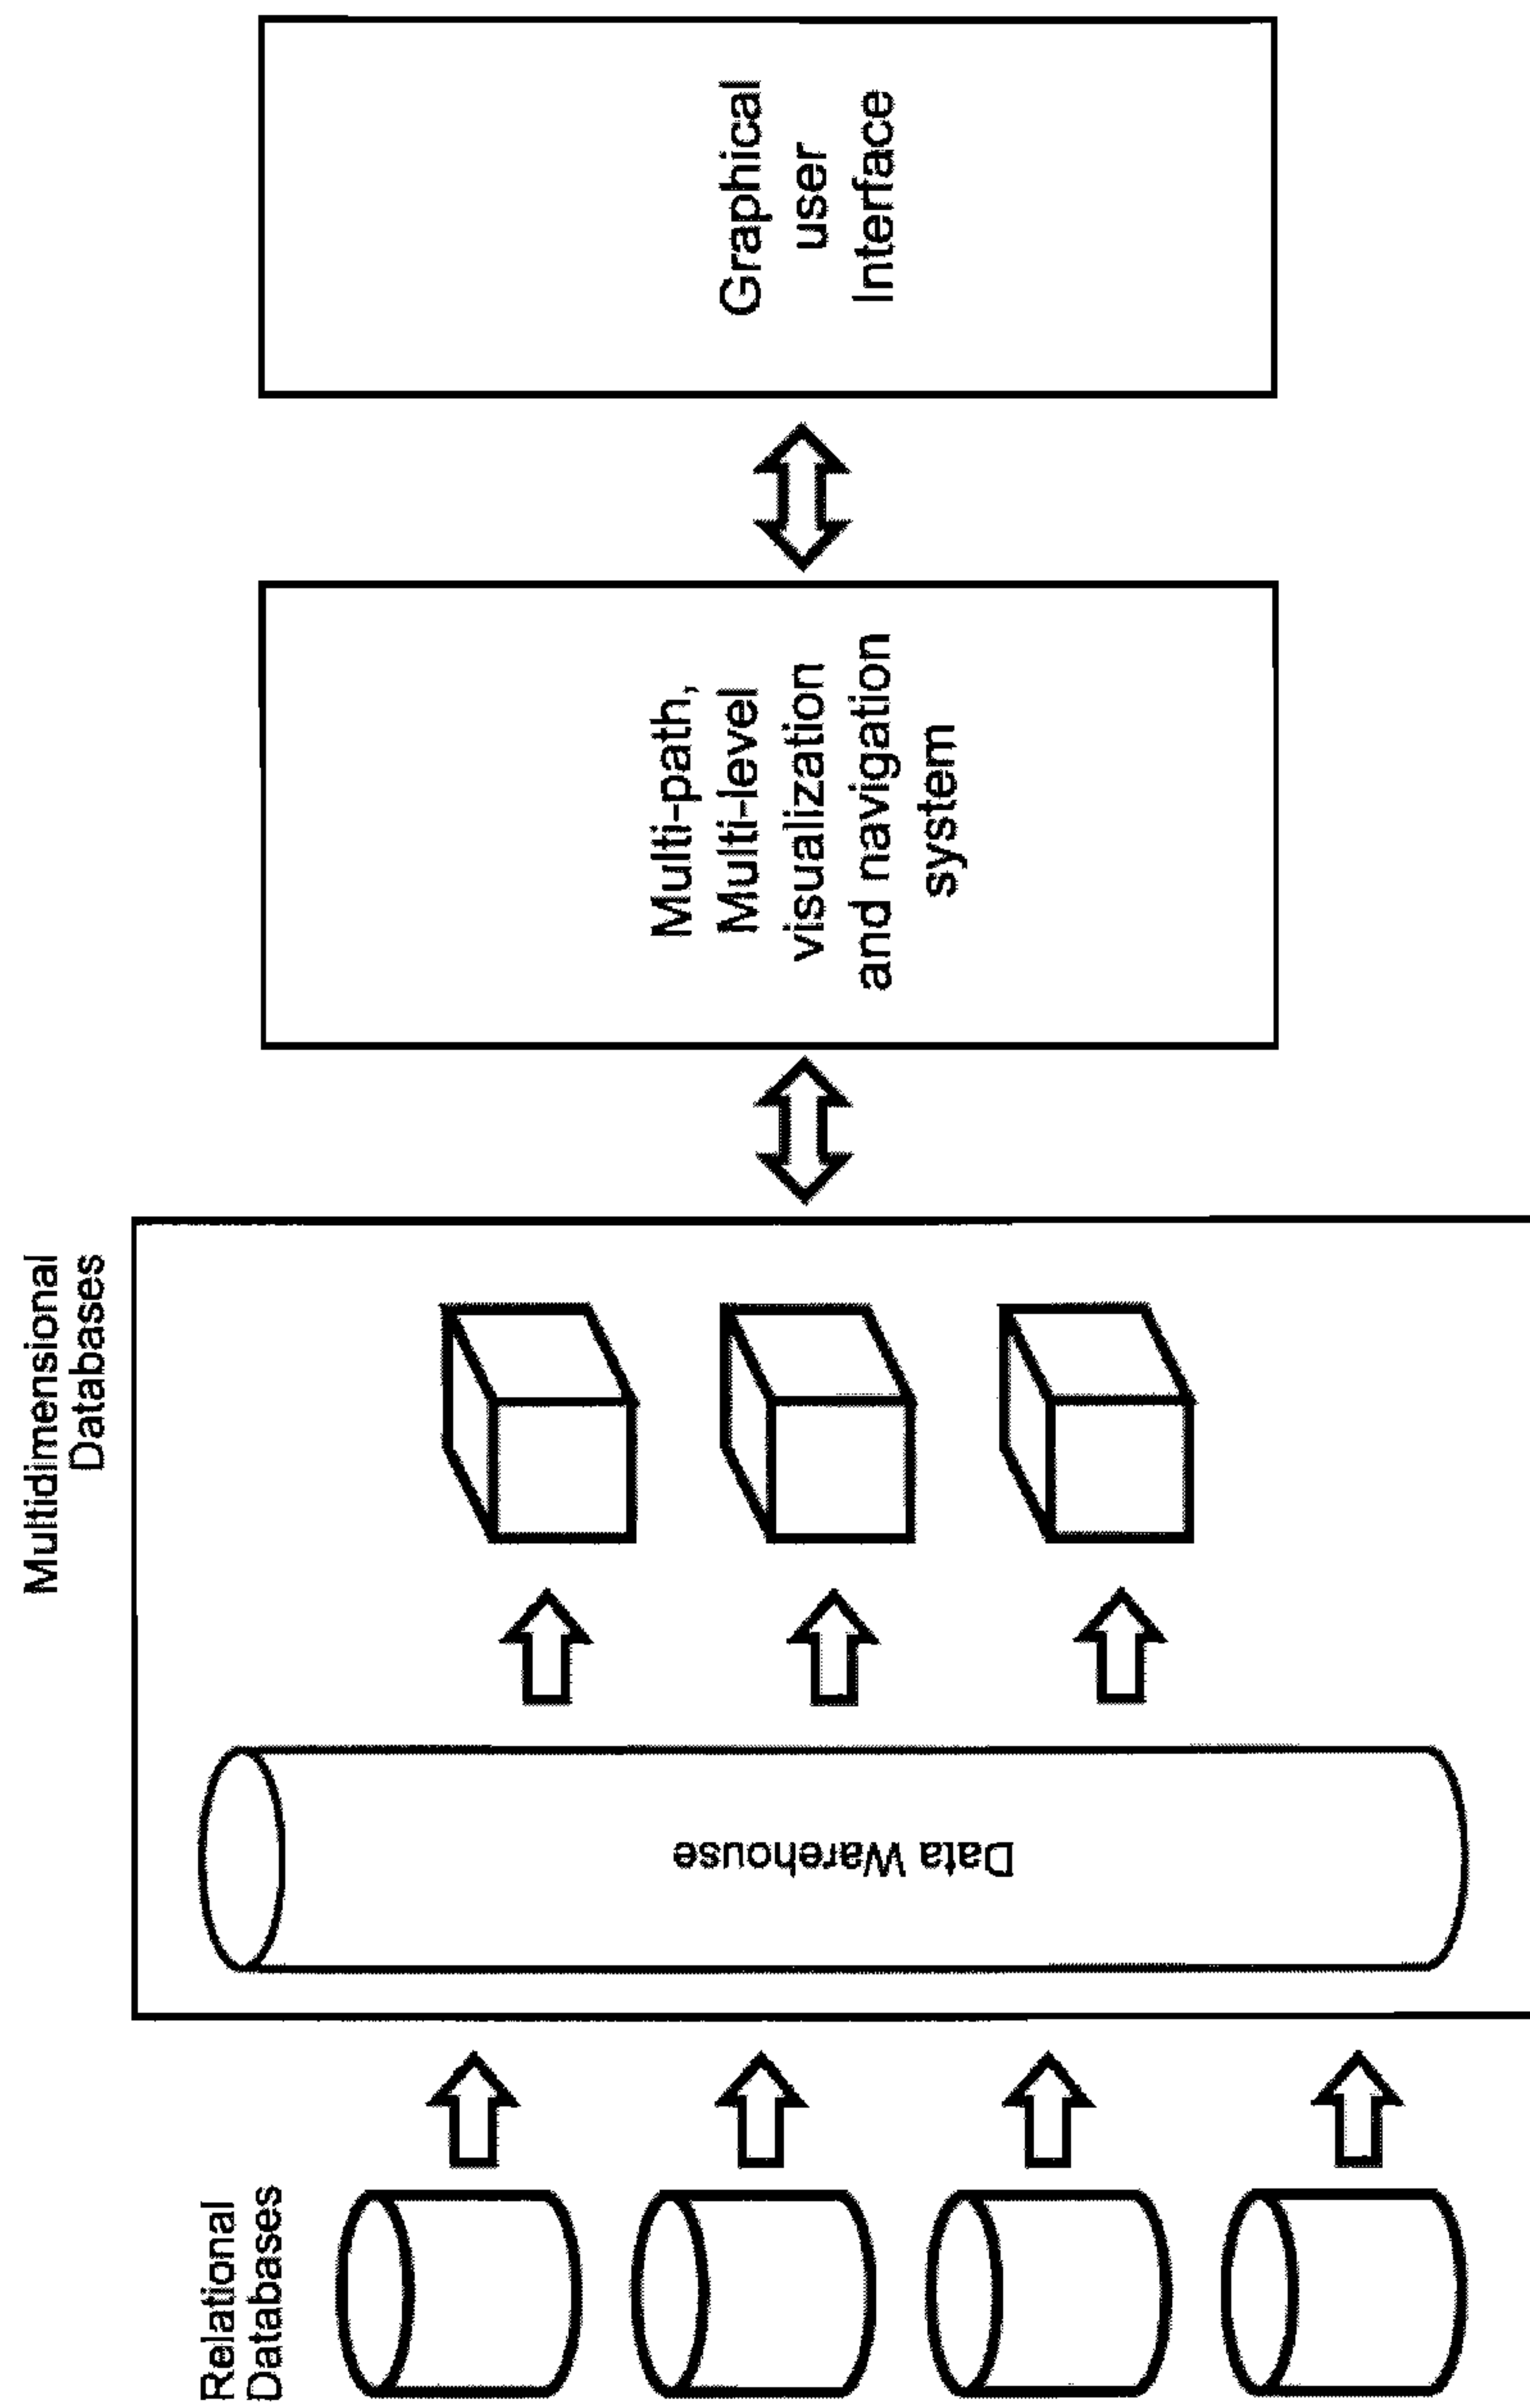 Relational
Databases
Multidimensional
Databases
Data Warehouse
Multi-path,
Multi-level
visualization
and navigation
system
Graphical
user
Interface